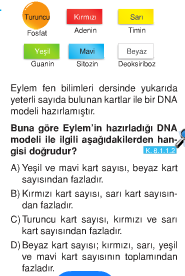 Turuncu Kırmızı Sarı
Fosfat Adenin Timin
Yeşil Mavi Beyaz
Guanin Sitozin Deoksiriboz
Eylem fen bilimleri dersinde yukarıda
yeterli sayıda bulunan kartlar ile bir DNA
modeli hazırlamıştır.
Buna göre Eylem'in hazırladığı DNA
modeli ile ilgili aşağıdakilerden han-
gisi doğrudur? K.8.1.1.2
A) Yeşil ve mavi kart sayısı, beyaz kart
sayısından fazladır.
B) Kırmızı kart sayısı, sarı kart sayısın-
dan fazladır.
C) Turuncu kart sayısı, kırmızı ve sarı
kart sayısından fazladır.
D) Beyaz kart sayısı; kırmızı, sarı, yeşil
ve mavi kart sayısının toplamından
fazladır.